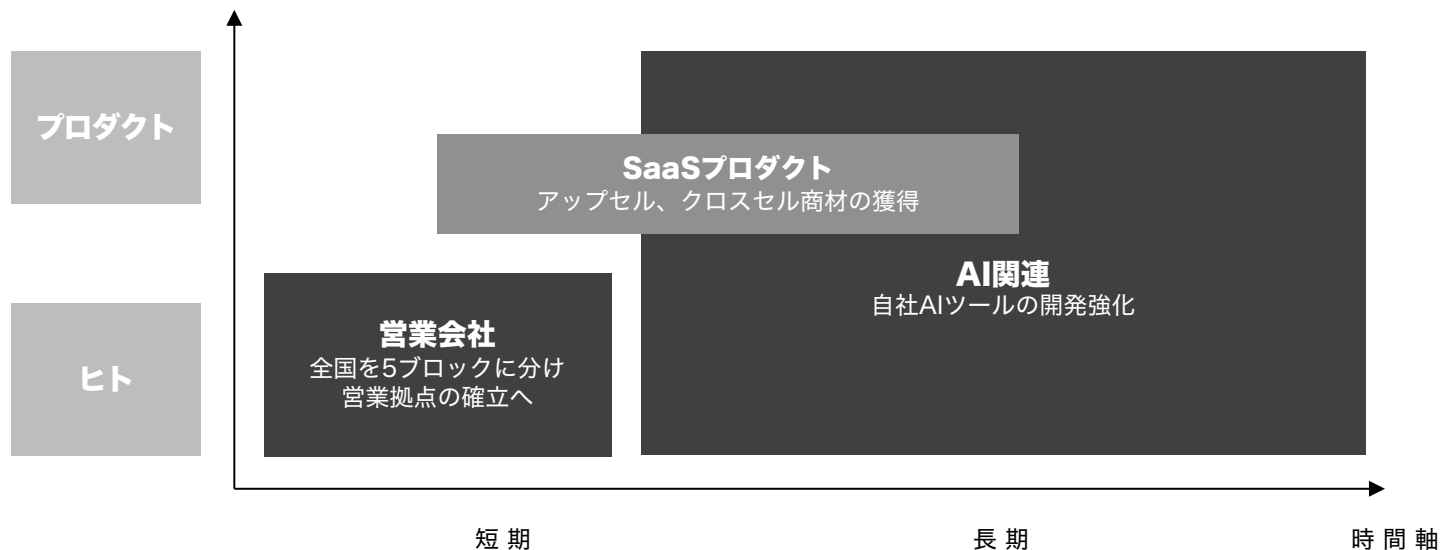 プロダクト
SaaSプロダクト
アップセル、クロスセル商材の獲得
AI関連
自社AIツールの開発強化
営業会社
全国を5ブロックに分け
営業拠点の確立へ
ヒト
短期
長期
時間軸